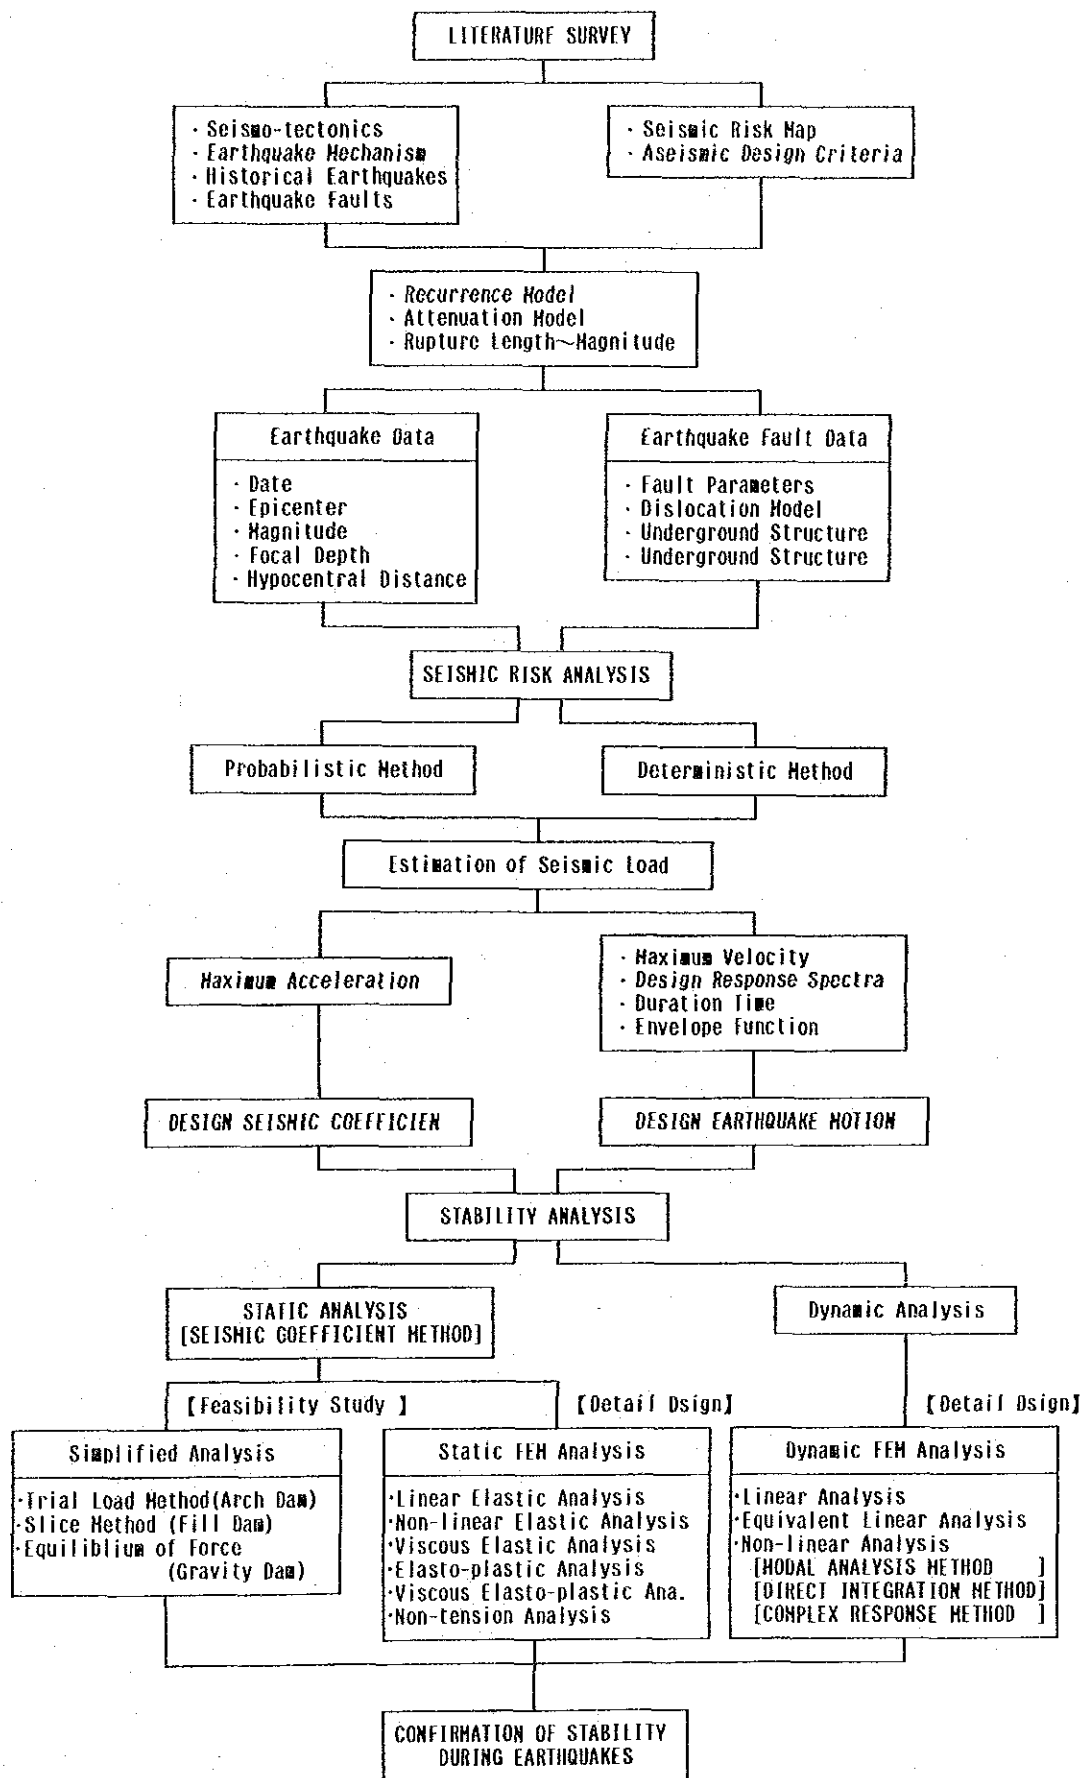 LITERATURE SURVEY
· Seismo-tectonics
· Earthquake Mechanism
· Historical Earthquakes
· Earthquake Faults
· Seismic Risk Map
· Aseismic Design Criteria
· Recurrence Model
· Attenuation Model
· Rupture Length~Magnitude
Earthquake Data
· Date
· Epicenter
· Magnitude
· Focal Depth
· Hypocentral Distance
Earthquake Fault Data
· Fault Parameters
· Dislocation Model
· Underground Structure
· Underground Structure
SEISMIC RISK ANALYSIS
Probabilistic Method
Deterministic Method
Estimation of Seismic Load
Maximum Acceleration
· Maximum Velocity
· Design Response Spectra
· Duration Time
· Envelope Function
DESIGN SEISMIC COEFFICIEN
DESIGN EARTHQUAKE MOTION
STABILITY ANALYSIS
STATIC ANALYSIS
[SEISMIC COEFFICIENT METHOD]
Dynamic Analysis
【Feasibility Study 】
【Detail Dsign】
【Detail Dsign】
Simplified Analysis
·Trial Load Method(Arch Dam)
·Slice Method (Fill Dam)
·Equiliblium of Force
(Gravity Dam)
Static FEM Analysis
·Linear Elastic Analysis
·Non-linear Elastic Analysis
·Viscous Elastic Analysis
·Elasto-plastic Analysis
·Viscous Elasto-plastic Ana.
·Non-tension Analysis
Dynamic FEM Analysis
·Linear Analysis
·Equivalent Linear Analysis
·Non-linear Analysis
[MODAL ANALYSIS METHOD ]
[DIRECT INTEGRATION METHOD]
[COMPLEX RESPONSE METHOD ]
CONFIRMATION OF STABILITY
DURING EARTHQUAKES